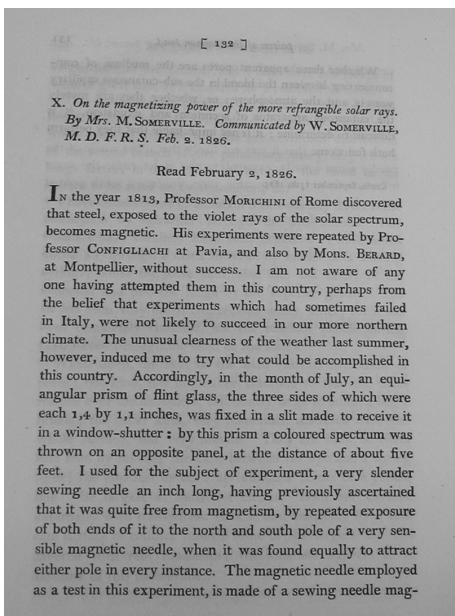 [ 132 ]
X. On the magnetizing power of the more refrangible solar rays.
By Mrs. M. SOMERVILLE. Communicated by W. SOMERVILLE,
M. D. F. R. S. Feb. 2. 1826.
Read February 2, 1826.
IN the year 1813, Professor MORICHINI of Rome discovered
that steel, exposed to the violet rays of the solar spectrum,
becomes magnetic. His experiments were repeated by Pro-
fessor CONFIGLIACHI at Pavia, and also by Mons. BERARD,
at Montpellier, without success. I am not aware of any
one having attempted them in this country, perhaps from
the belief that experiments which had sometimes failed
in Italy, were not likely to succeed in our more northern
climate. The unusual clearness of the weather last summer,
however, induced me to try what could be accomplished in
this country. Accordingly, in the month of July, an equi-
angular prism of flint glass, the three sides of which were
each 1,4 by 1,1 inches, was fixed in a slit made to receive it
in a window-shutter : by this prism a coloured spectrum was
thrown on an opposite panel, at the distance of about five
feet. I used for the subject of experiment, a very slender
sewing needle an inch long, having previously ascertained
that it was quite free from magnetism, by repeated exposure
of both ends of it to the north and south pole of a very sen-
sible magnetic needle, when it was found equally to attract
either pole in every instance. The magnetic needle employed
as a test in this experiment, is made of a sewing needle mag-